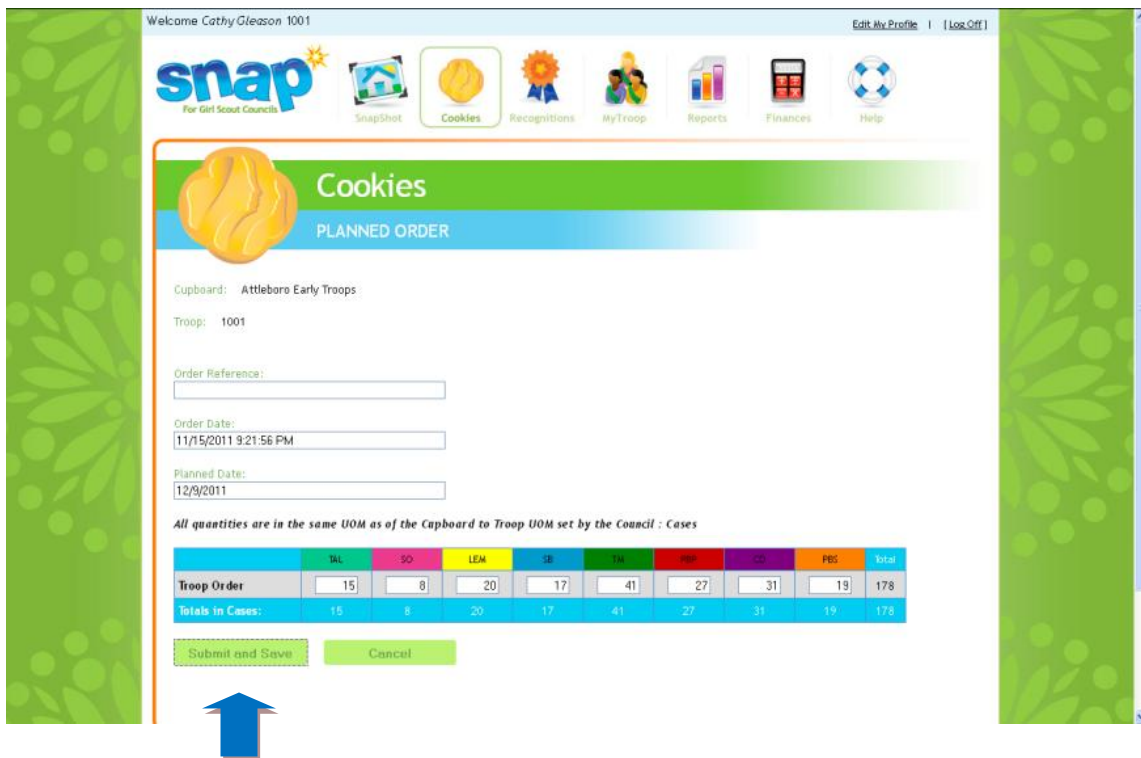 Welcome Cathy Gleason 1001
Edit My Profile | [Log Off]
snap
For Girl Scout Councils
SnapShot Cookies Recognitions MyTroop Reports Finances Help
Cookies
PLANNED ORDER
Cupboard: Attleboro Early Troops
Troop: 1001
Order Reference:
Order Date:
11/15/2011 9:21:56 PM
Planned Date:
12/9/2011
All quantities are in the same UOM as of the Cupboard to Troop UOM set by the Council : Cases
TAL SO LEM SB TM PBP CD PBS Total
Troop Order 15 8 20 17 41 27 31 19 178
Totals in Cases: 15 8 20 17 41 27 31 19 178
Submit and Save Cancel